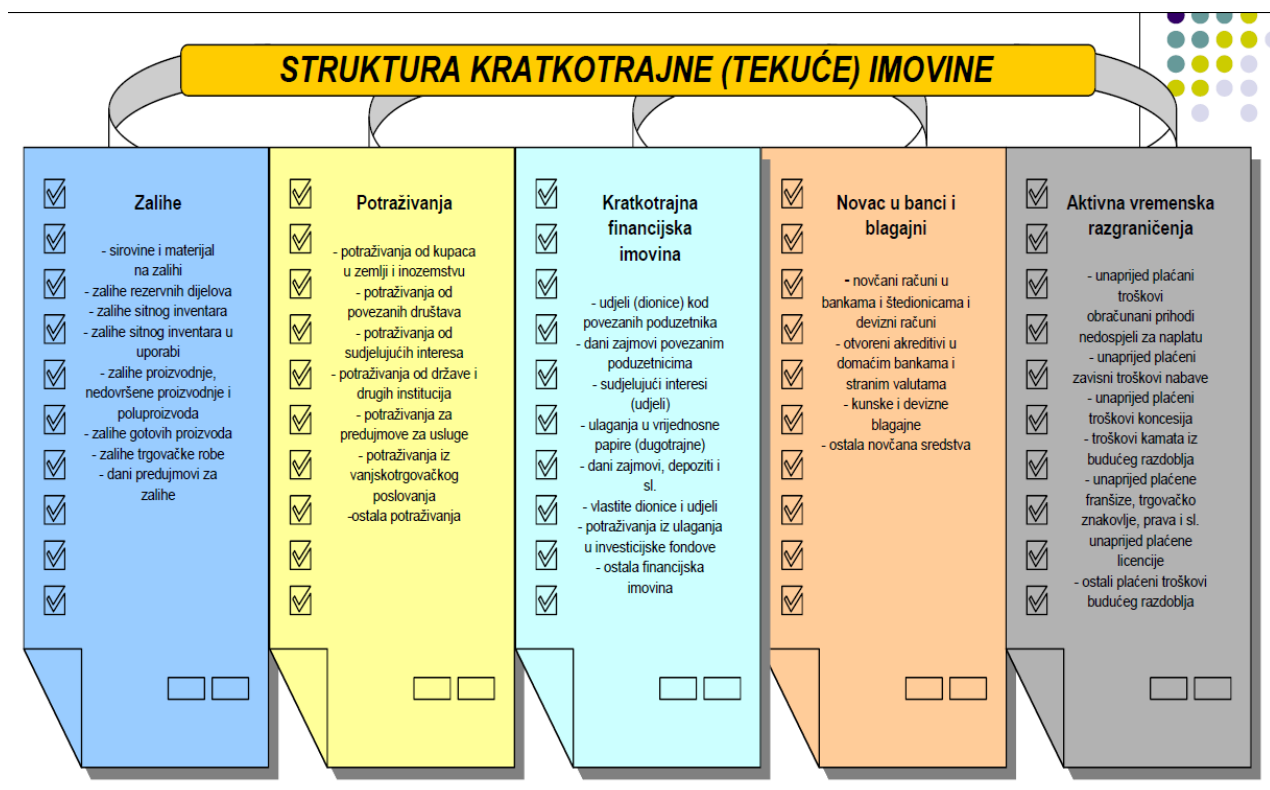 STRUKTURA KRATKOTRAJNE (TEKUĆE) IMOVINE
Zalihe
- sirovine i materijal
na zalihi
- zalihe rezervnih dijelova
- zalihe sitnog inventara
- zalihe sitnog inventara u
uporabi
- zalihe proizvodnje,
nedovršene proizvodnje i
poluproizvoda
- zalihe gotovih proizvoda
- zalihe trgovačke robe
- dani predujmovi za
zalihe
Potraživanja
- potraživanja od kupaca
u zemlji i inozemstvu
- potraživanja od
povezanih društava
- potraživanja od
sudjelujućih interesa
- potraživanja od države i
drugih institucija
- potraživanja za
predujmove za usluge
- potraživanja iz
vanjskotrgovačkog
poslovanja
-ostala potraživanja
Kratkotrajna
financijska
imovina
- udjeli (dionice) kod
povezanih poduzetnika
- dani zajmovi povezanim
poduzetnicima
- sudjelujući interesi
(udjeli)
- ulaganja u vrijednosne
papire (dugotrajne)
- dani zajmovi, depoziti i
sl.
- vlastite dionice i udjeli
- potraživanja iz ulaganja
u investicijske fondove
- ostala financijska
imovina
Novac u banci i
blagajni
- novčani računi u
bankama i štedionicama i
devizni računi
- otvoreni akreditivi u
domaćim bankama i
stranim valutama
- kunske i devizne
blagajne
- ostala novčana sredstva
Aktivna vremenska
razgraničenja
- unaprijed plaćani
troškovi
obračunani prihodi
nedospjeli za naplatu
- unaprijed plaćeni
zavisni troškovi nabave
- unaprijed plaćeni
troškovi koncesija
- troškovi kamata iz
budućeg razdoblja
- unaprijed plaćene
franšize, trgovačko
znakovlje, prava i sl.
unaprijed plaćene
licencije
- ostali plaćeni troškovi
budućeg razdoblja